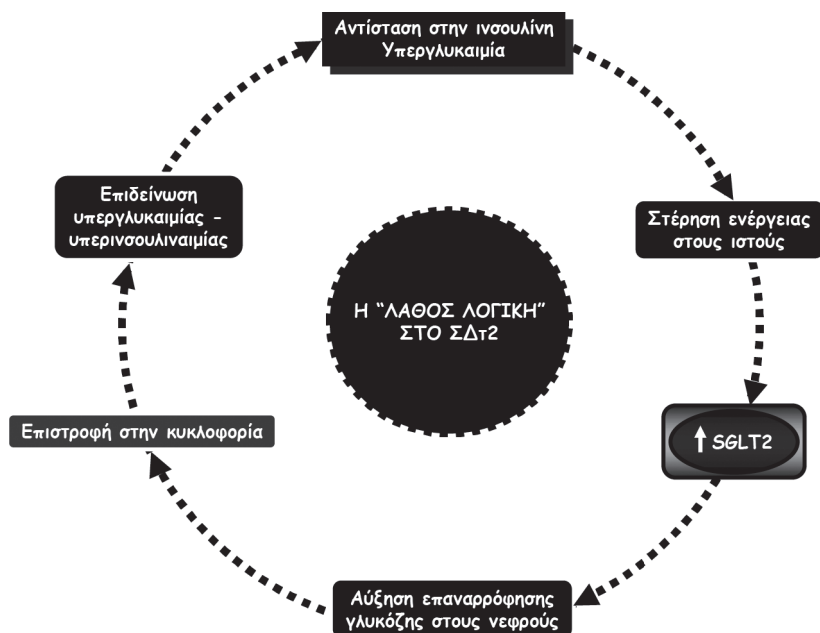 Αντίσταση στην ινσουλίνη
Υπεργλυκαιμία
Στέρηση ενέργειας
στους ιστούς
SGLT2
Αύξηση επαναρρόφησης
γλυκόζης στους νεφρούς
Επιστροφή στην κυκλοφορία
Επιδείνωση
υπεργλυκαιμίας -
υπερινσουλιναιμίας
Η “ΛΑΘΟΣ ΛΟΓΙΚΗ”
ΣΤΟ ΣΔτ2